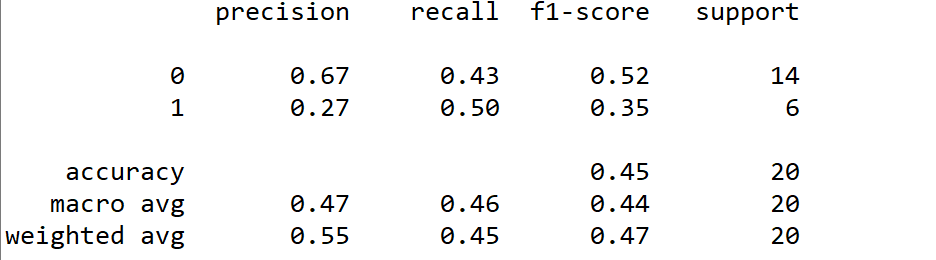 precision recall f1-score support
0 0.67 0.43 0.52 14
1 0.27 0.50 0.35 6
accuracy 0.45 20
macro avg 0.47 0.46 0.44 20
weighted avg 0.55 0.45 0.47 20